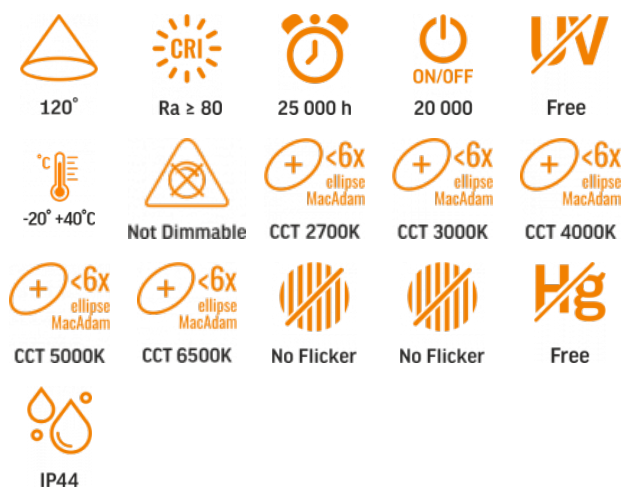 CRI
ON/OFF
UV
120° Ra ≥ 80 25 000 h 20 000 Free
°C
<6x ellipse MacAdam
<6x ellipse MacAdam
<6x ellipse MacAdam
-20° +40°C Not Dimmable CCT 2700K CCT 3000K CCT 4000K
<6x ellipse MacAdam
<6x ellipse MacAdam
Hg
CCT 5000K CCT 6500K No Flicker No Flicker Free
IP44